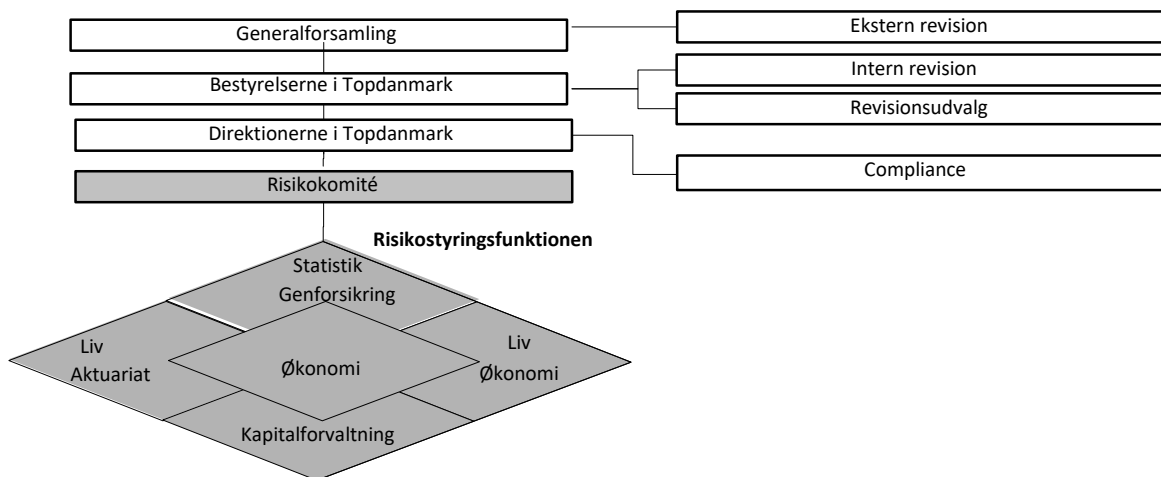 Generalforsamling
Ekstern revision
Bestyrelserne i Topdanmark
Intern revision
Revisionsudvalg
Direktionerne i Topdanmark
Compliance
Risikokomité
Risikostyringsfunktionen
Statistik
Genforsikring
Liv
Aktuariat
Økonomi
Liv
Økonomi
Kapitalforvaltning